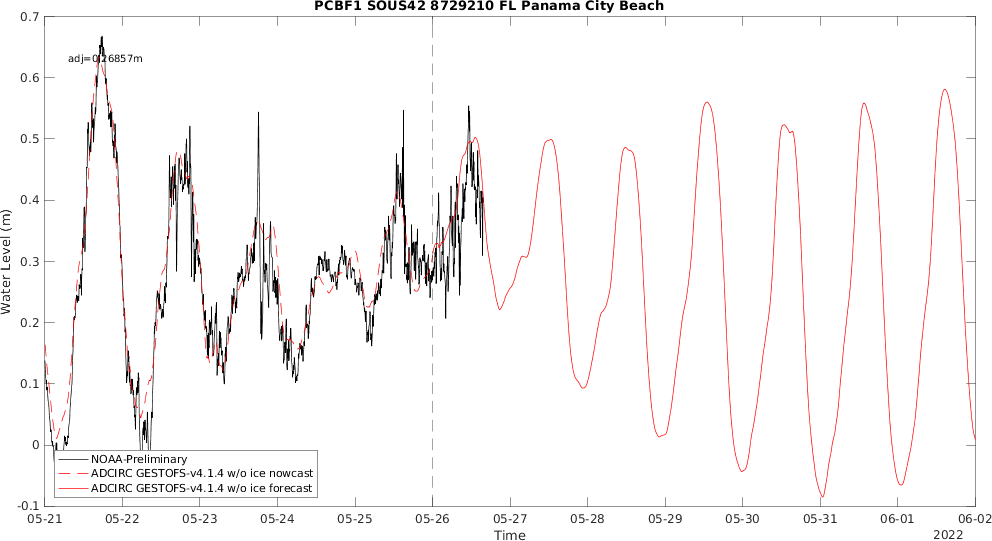 PCBF1 SOUS42 8729210 FL Panama City Beach
adj=0.26857m
Water Level (m)
0.7
0.6
0.5
0.4
0.3
0.2
0.1
0
-0.1
NOAA-Preliminary
ADCIRC GESTOFS-v4.1.4 w/o ice nowcast
ADCIRC GESTOFS-v4.1.4 w/o ice forecast
05-21 05-22 05-23 05-24 05-25 05-26 05-27 05-28 05-29 05-30 05-31 06-01 06-02
Time
2022